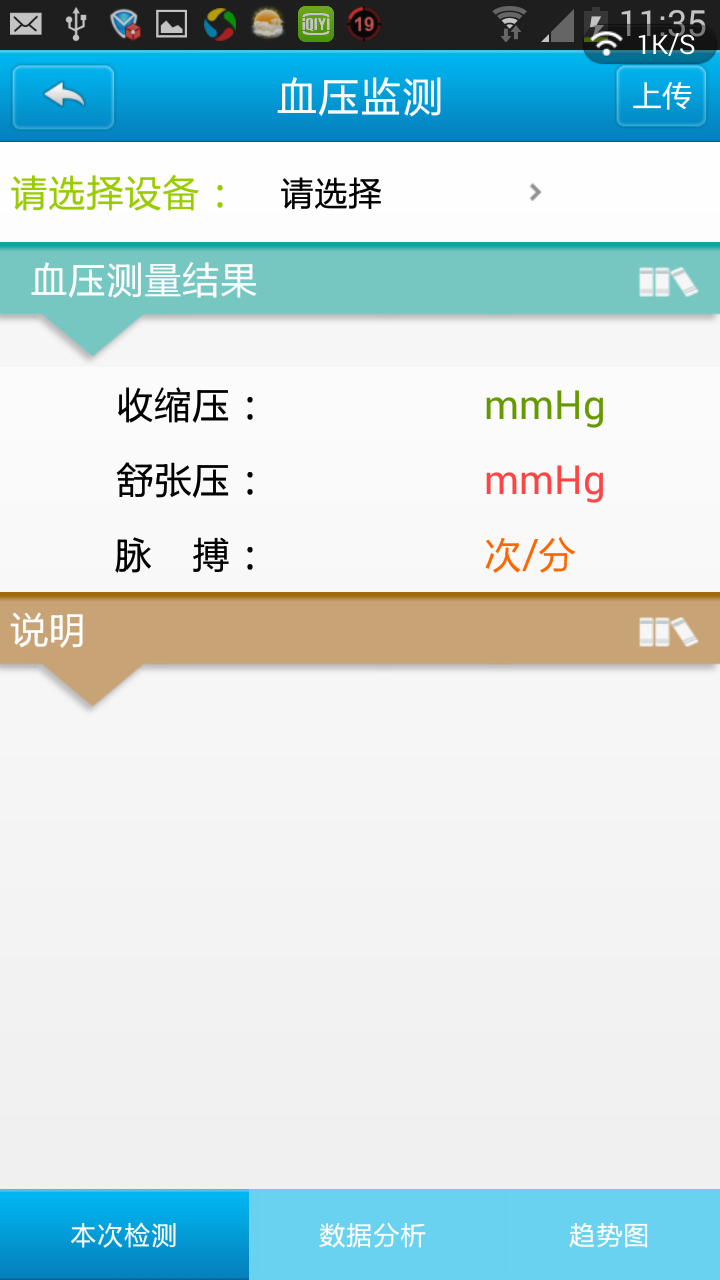 iQIYI
19
11:35
1K/S
血压监测
上传
请选择设备：
请选择
血压测量结果
收缩压： mmHg
舒张压： mmHg
脉 搏： 次/分
说明
本次检测
数据分析
趋势图